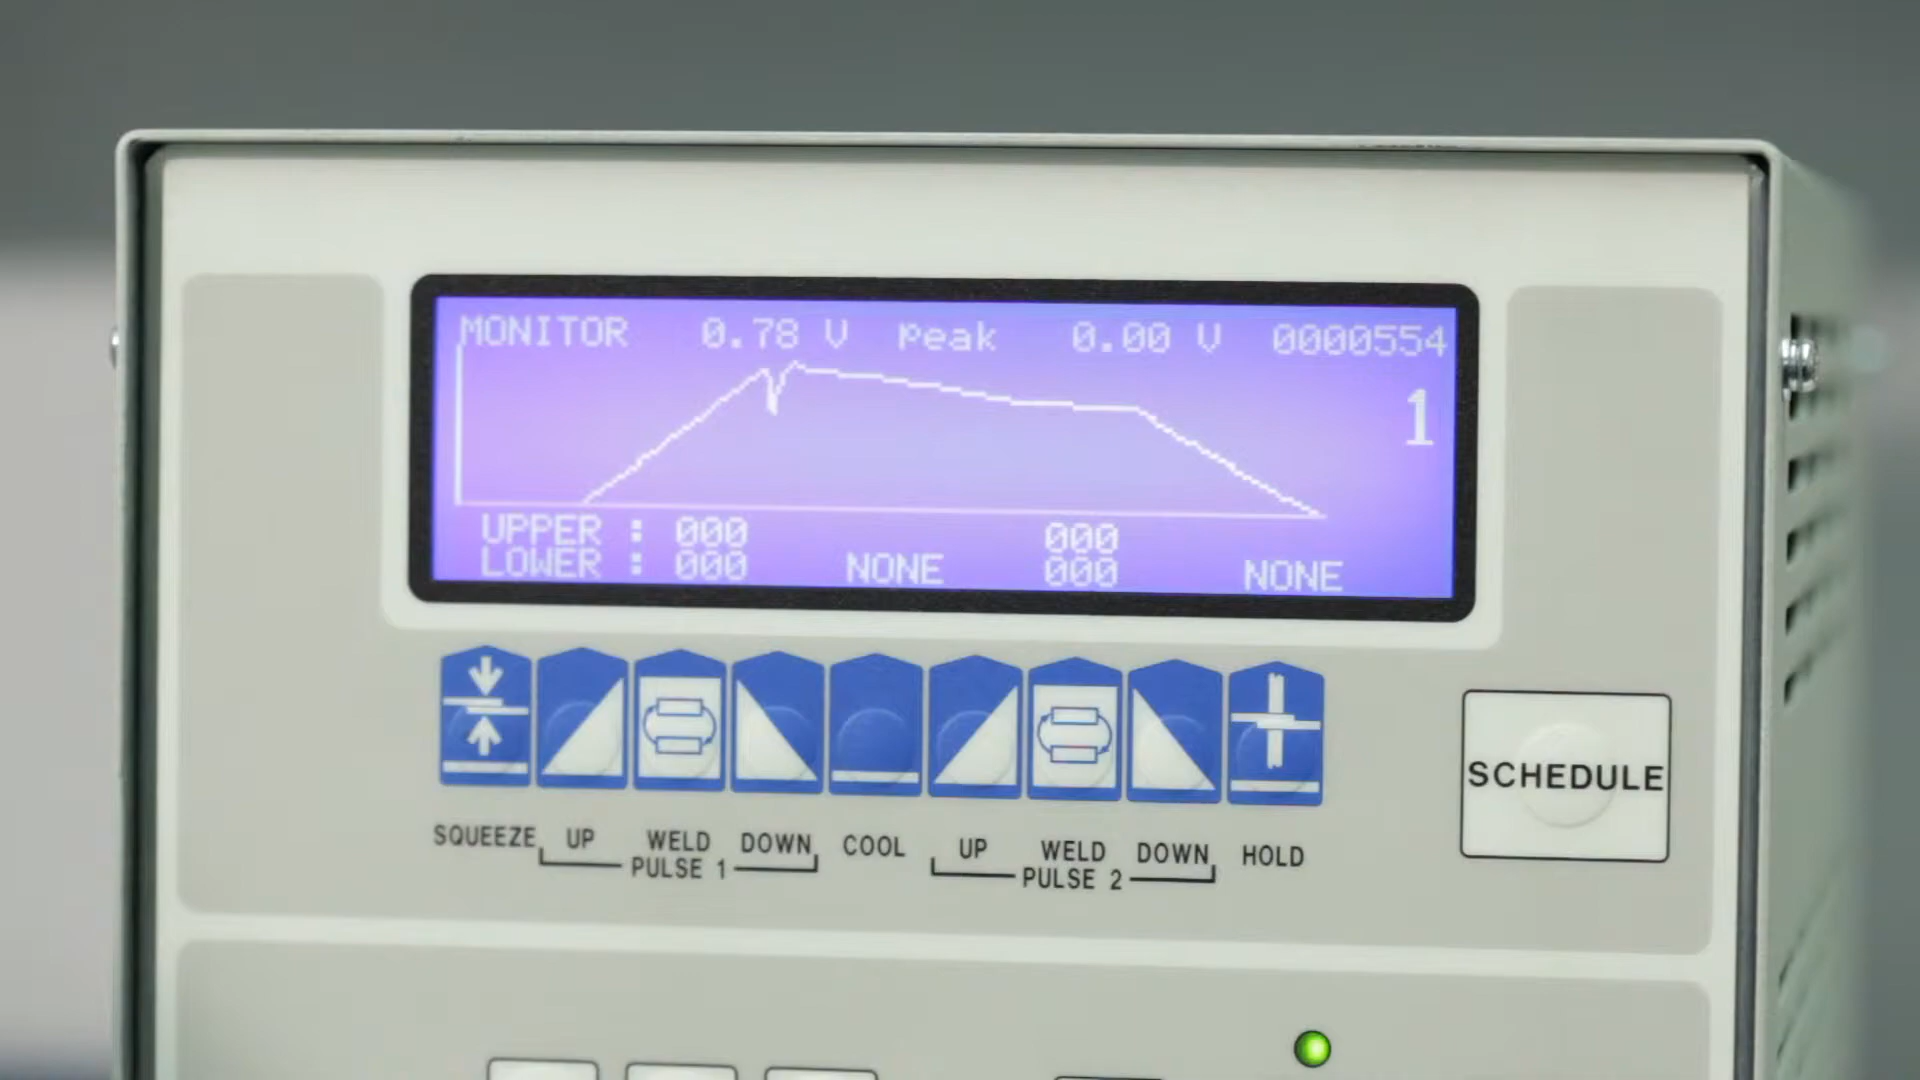 MONITOR 0.78 V Peak 0.00 V 0000554
1
UPPER : 000 000
LOWER : 000 NONE 000 NONE
SCHEDULE
SQUEEZE UP WELD DOWN COOL UP WELD DOWN HOLD
PULSE 1 PULSE 2